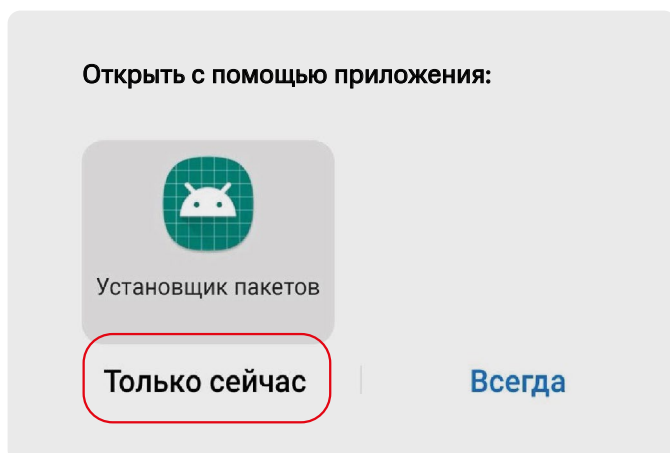 Открыть с помощью приложения:
Установщик пакетов
Только сейчас
Всегда